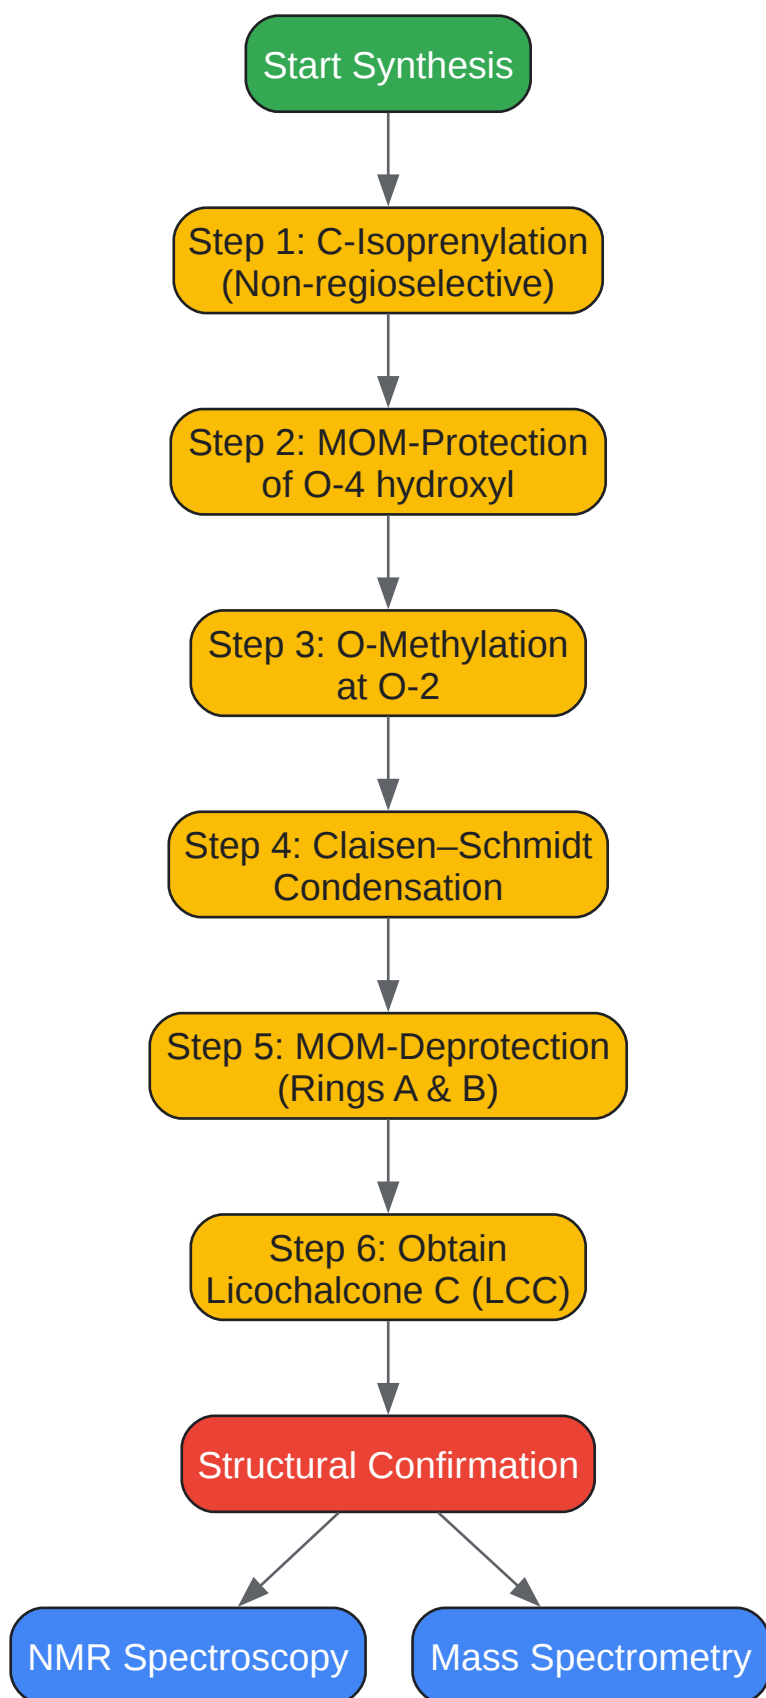 Start Synthesis
Step 1: C-Isoprenylation
(Non-regioselective)
Step 2: MOM-Protection
of O-4 hydroxyl
Step 3: O-Methylation
at O-2
Step 4: Claisen–Schmidt
Condensation
Step 5: MOM-Deprotection
(Rings A & B)
Step 6: Obtain
Licochalcone C (LCC)
Structural Confirmation
NMR Spectroscopy
Mass Spectrometry